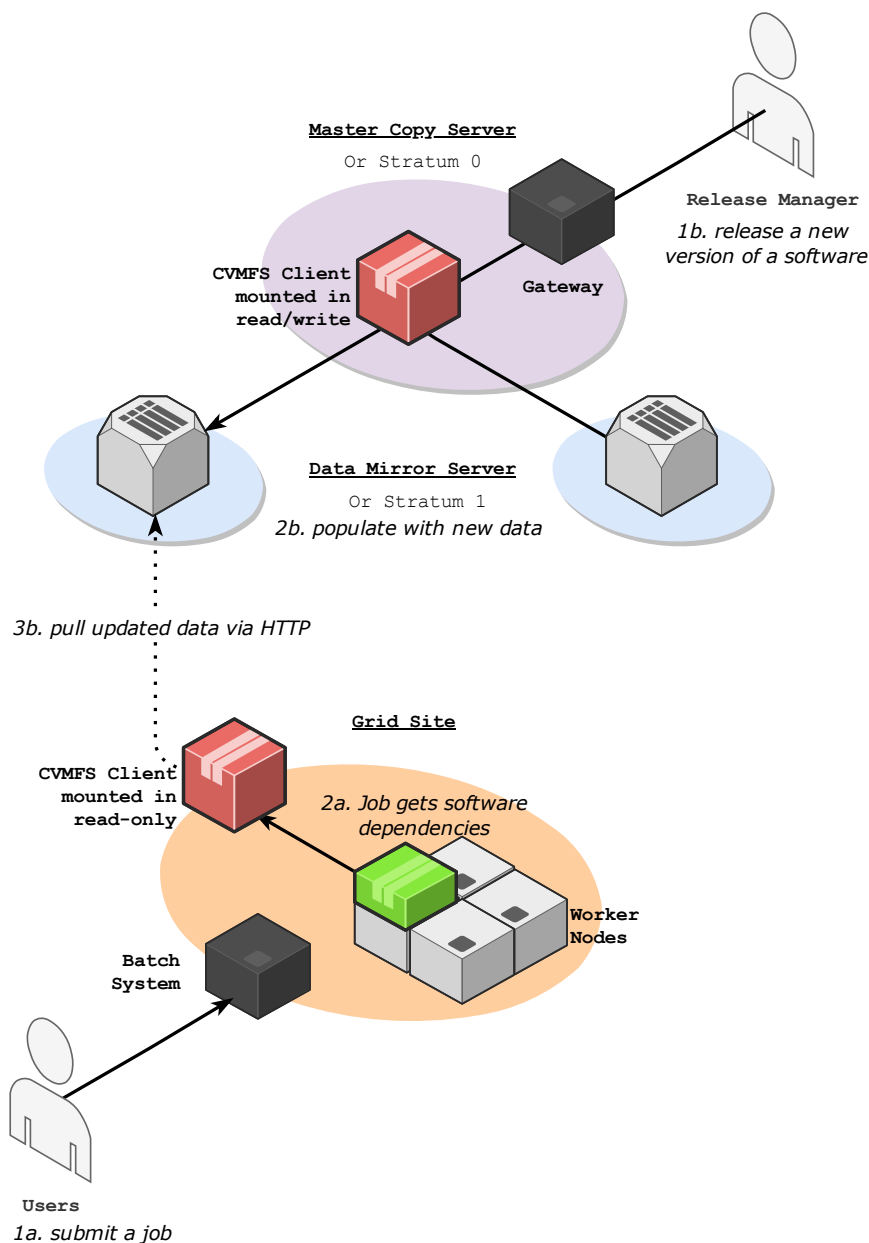 Master Copy Server
Or Stratum 0
Release Manager
1b. release a new
version of a software
CVMFS Client
mounted in
read/write
Gateway
Data Mirror Server
Or Stratum 1
2b. populate with new data
3b. pull updated data via HTTP
Grid Site
CVMFS Client
mounted in
read-only
2a. Job gets software
dependencies
Worker
Nodes
Batch
System
Users
1a. submit a job